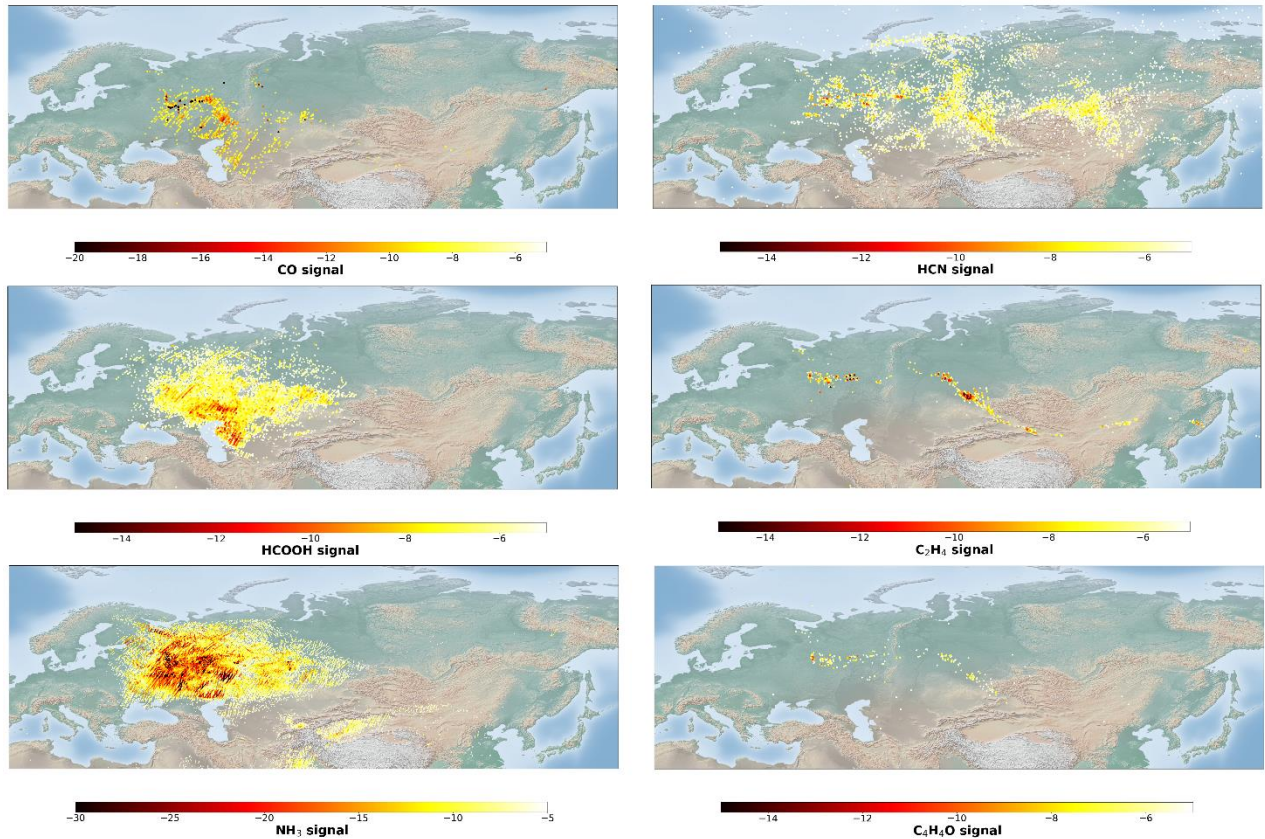 −20 −18 −16 −14 −12 −10 −8 −6
CO signal
−14 −12 −10 −8 −6
HCN signal
−14 −12 −10 −8 −6
HCOOH signal
−14 −12 −10 −8 −6
C₂H₄ signal
−30 −25 −20 −15 −10 −5
NH₃ signal
−14 −12 −10 −8 −6
C₄H₄O signal